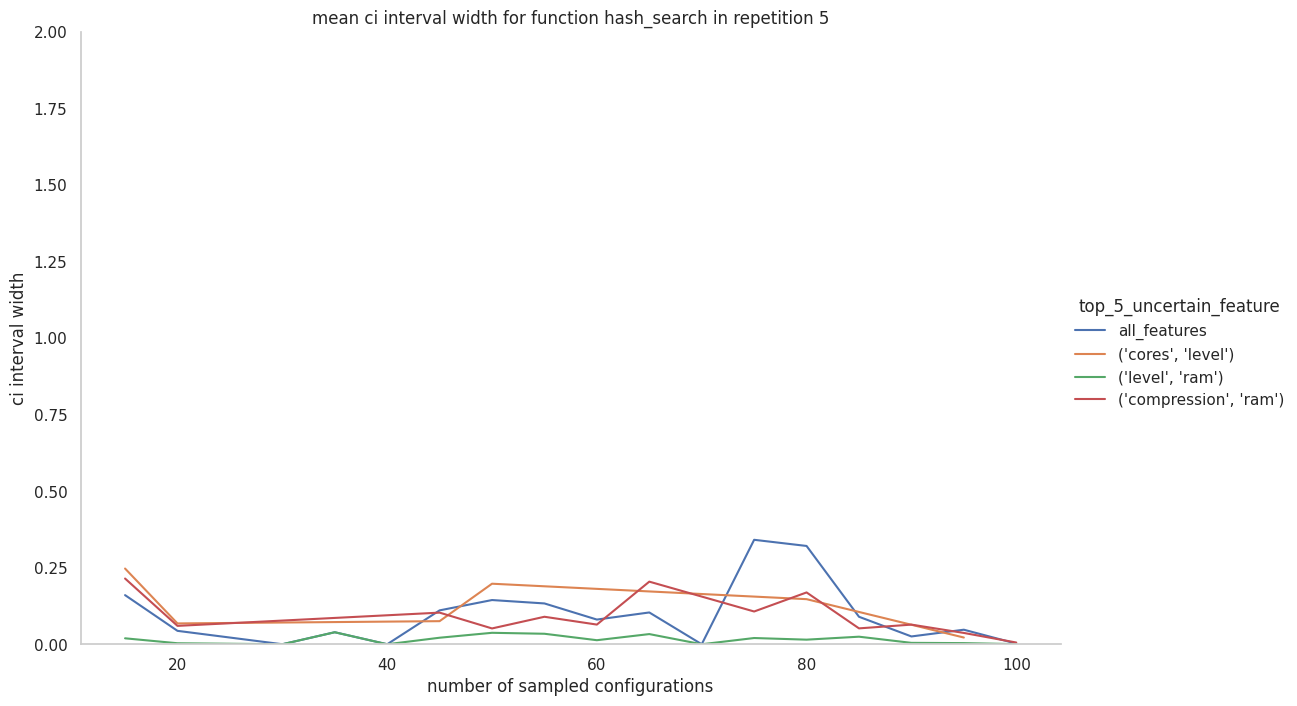 mean ci interval width for function hash_search in repetition 5
2.00
1.75
1.50
1.25
1.00
0.75
0.50
0.25
0.00
ci interval width
20
40
60
80
100
number of sampled configurations
top_5_uncertain_feature
all_features
('cores', 'level')
('level', 'ram')
('compression', 'ram')